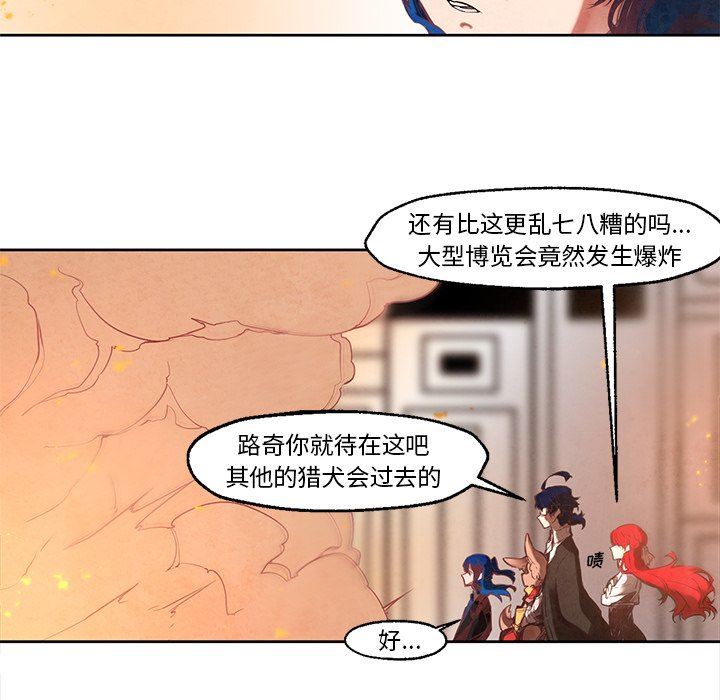 还有比这更乱七八糟的吗...
大型博览会竟然发生爆炸
路奇你就待在这吧
其他的猎犬会过去的
啧
好...